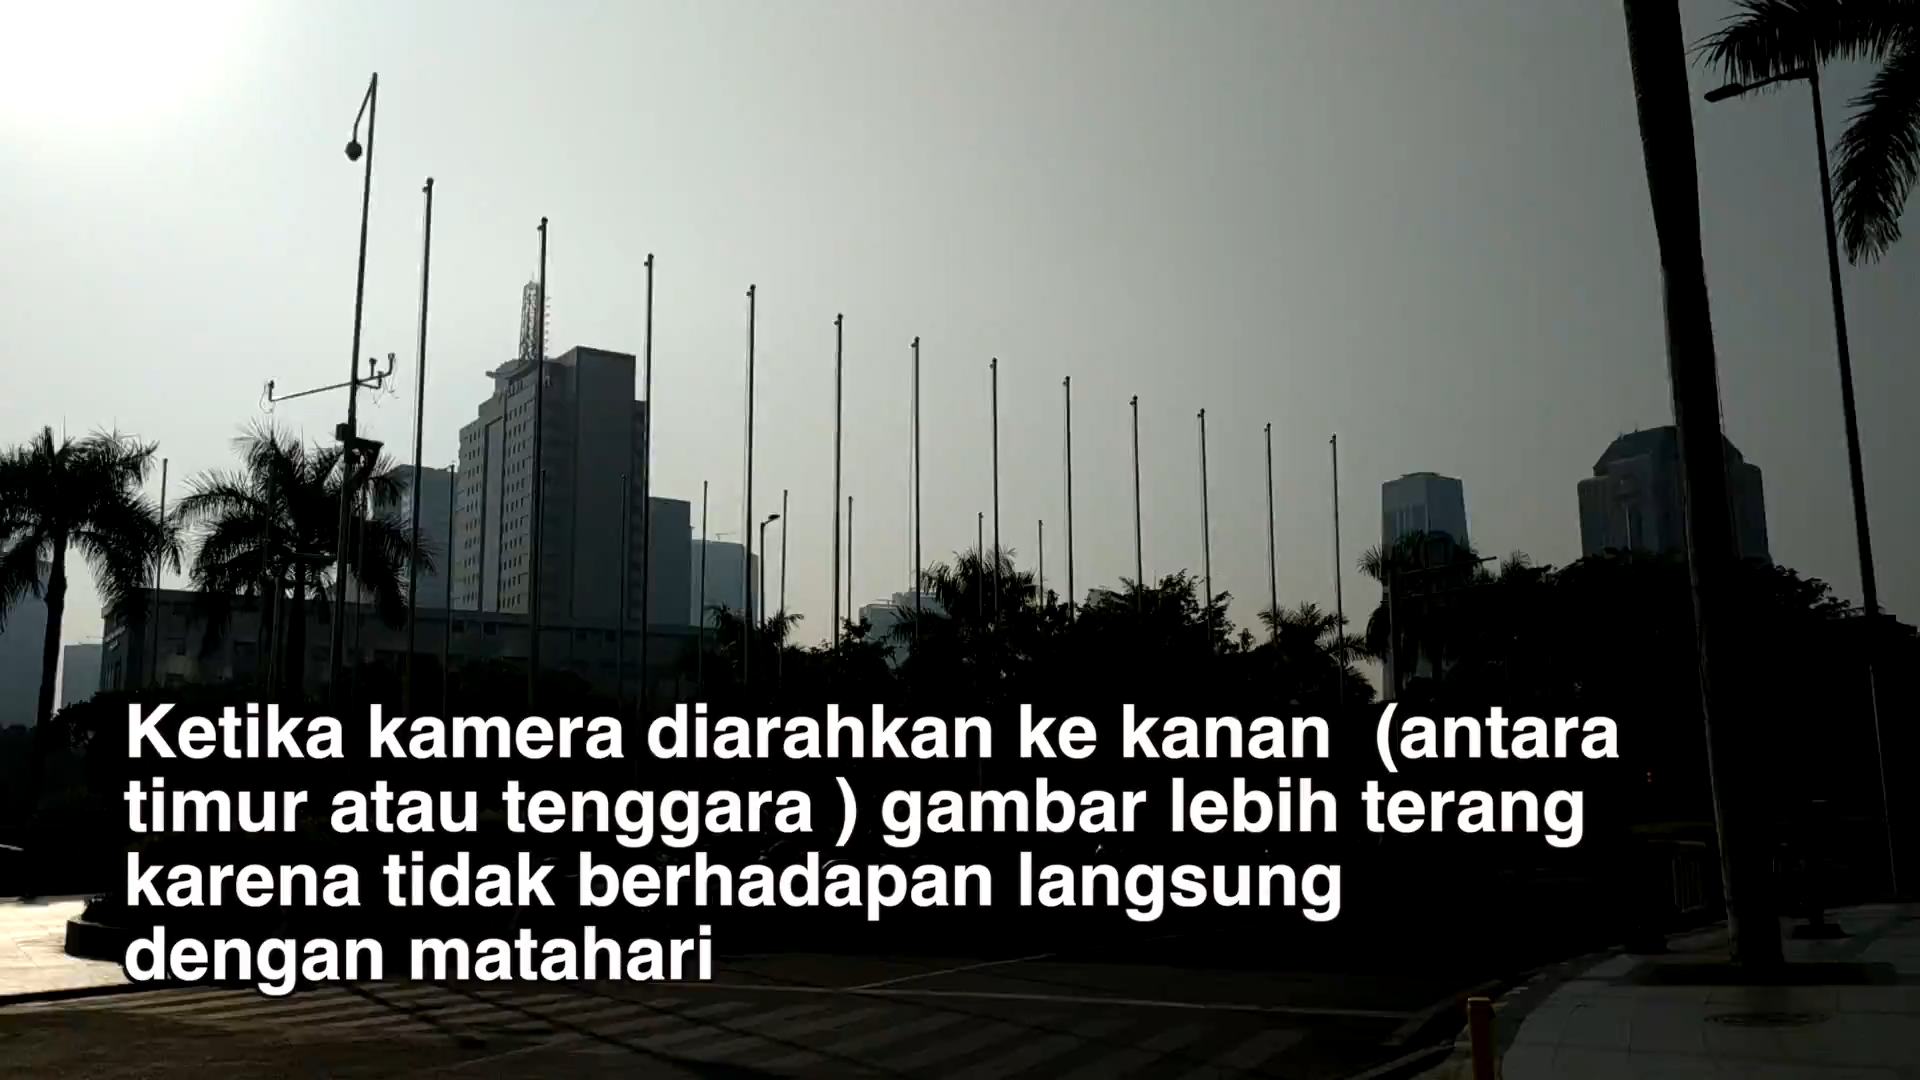 Ketika kamera diarahkan ke kanan  (antara
timur atau tenggara ) gambar lebih terang
karena tidak berhadapan langsung
dengan matahari